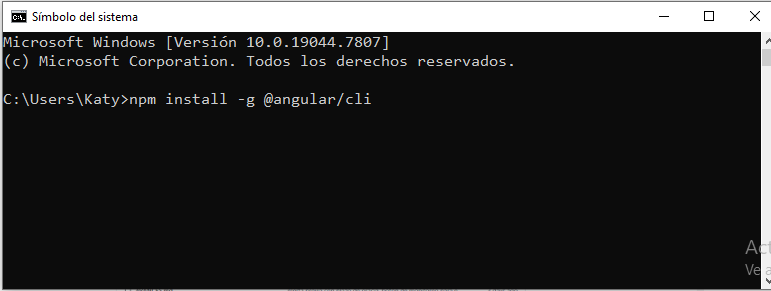 Símbolo del sistema
Microsoft Windows [Versión 10.0.19044.7807]
(c) Microsoft Corporation. Todos los derechos reservados.
C:\Users\Katy>npm install -g @angular/cli